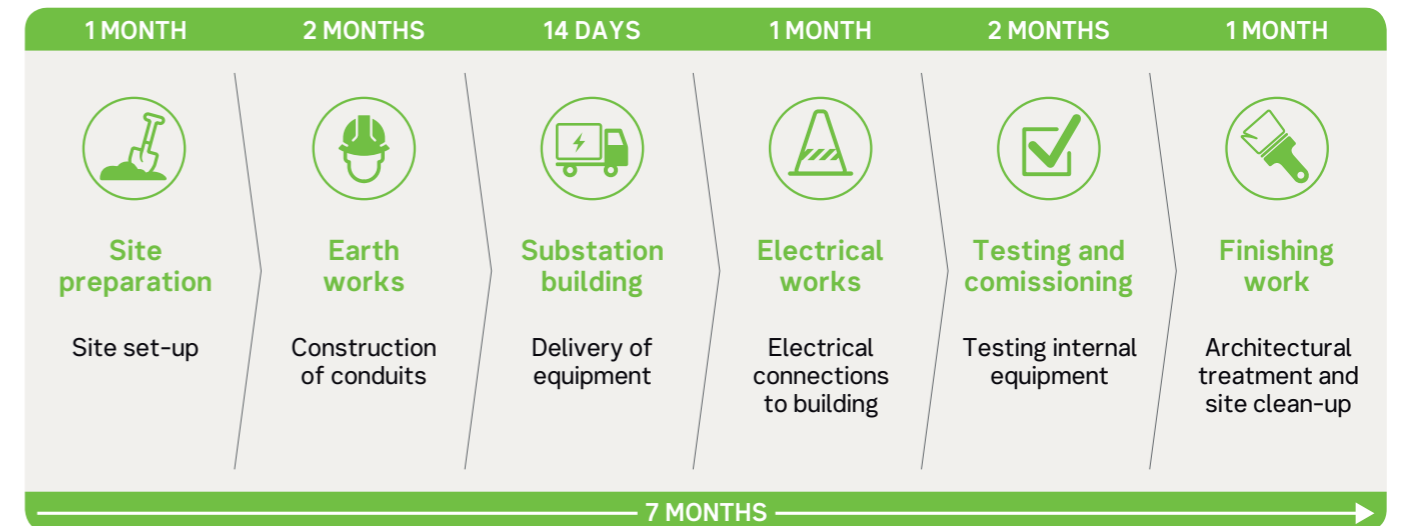 1 MONTH
2 MONTHS
14 DAYS
1 MONTH
2 MONTHS
1 MONTH
Site
preparation
Site set-up
Earth
works
Construction
of conduits
Substation
building
Delivery of
equipment
Electrical
works
Electrical
connections
to building
Testing and
comissioning
Testing internal
equipment
Finishing
work
Architectural
treatment and
site clean-up
7 MONTHS